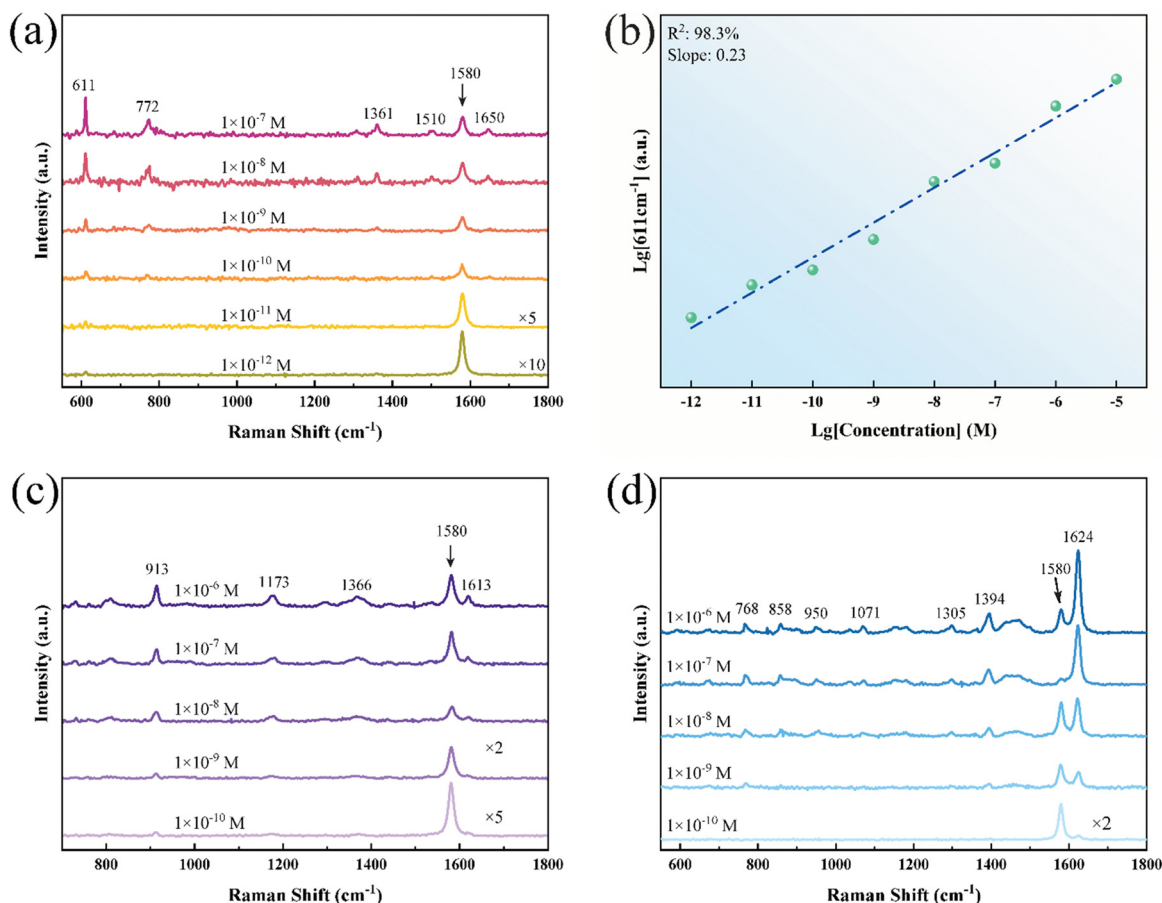 (a)
611
772
1361
1510
1580
1650
1×10⁻⁷ M
1×10⁻⁸ M
1×10⁻⁹ M
1×10⁻¹⁰ M
1×10⁻¹¹ M
×5
1×10⁻¹² M
×10
Intensity (a.u.)
600 800 1000 1200 1400 1600 1800
Raman Shift (cm⁻¹)
(b)
R²: 98.3%
Slope: 0.23
Lg[611cm⁻¹] (a.u.)
-12 -11 -10 -9 -8 -7 -6 -5
Lg[Concentration] (M)
(c)
913
1173
1366
1580
1613
1×10⁻⁶ M
1×10⁻⁷ M
1×10⁻⁸ M
1×10⁻⁹ M
×2
1×10⁻¹⁰ M
×5
Intensity (a.u.)
800 1000 1200 1400 1600 1800
Raman Shift (cm⁻¹)
(d)
768
858
950
1071
1305
1394
1580
1624
1×10⁻⁶ M
1×10⁻⁷ M
1×10⁻⁸ M
1×10⁻⁹ M
1×10⁻¹⁰ M
×2
Intensity (a.u.)
600 800 1000 1200 1400 1600 1800
Raman Shift (cm⁻¹)